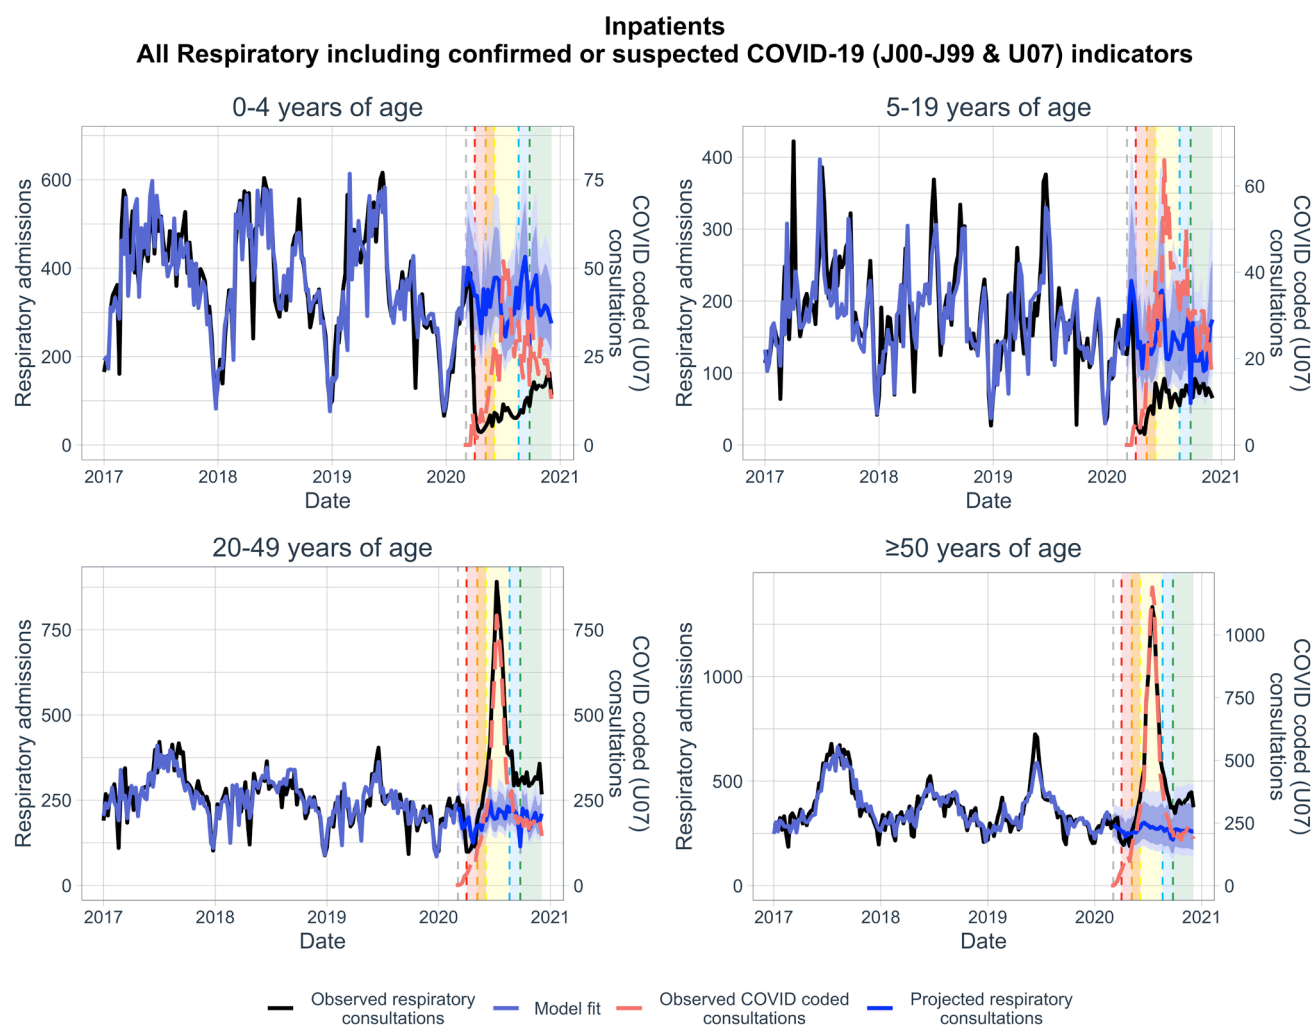 Inpatients
All Respiratory including confirmed or suspected COVID-19 (J00-J99 & U07) indicators
0-4 years of age
Respiratory admissions
600
400
200
0
75
50
25
0
COVID coded (U07)
consultations
2017 2018 2019 2020 2021
Date
5-19 years of age
Respiratory admissions
400
300
200
100
0
60
40
20
0
COVID coded (U07)
consultations
2017 2018 2019 2020 2021
Date
20-49 years of age
Respiratory admissions
750
500
250
0
750
500
250
0
COVID coded (U07)
consultations
2017 2018 2019 2020 2021
Date
≥50 years of age
Respiratory admissions
1000
500
0
1000
750
500
250
0
COVID coded (U07)
consultations
2017 2018 2019 2020 2021
Date
Observed respiratory
consultations
Model fit
Observed COVID coded
consultations
Projected respiratory
consultations